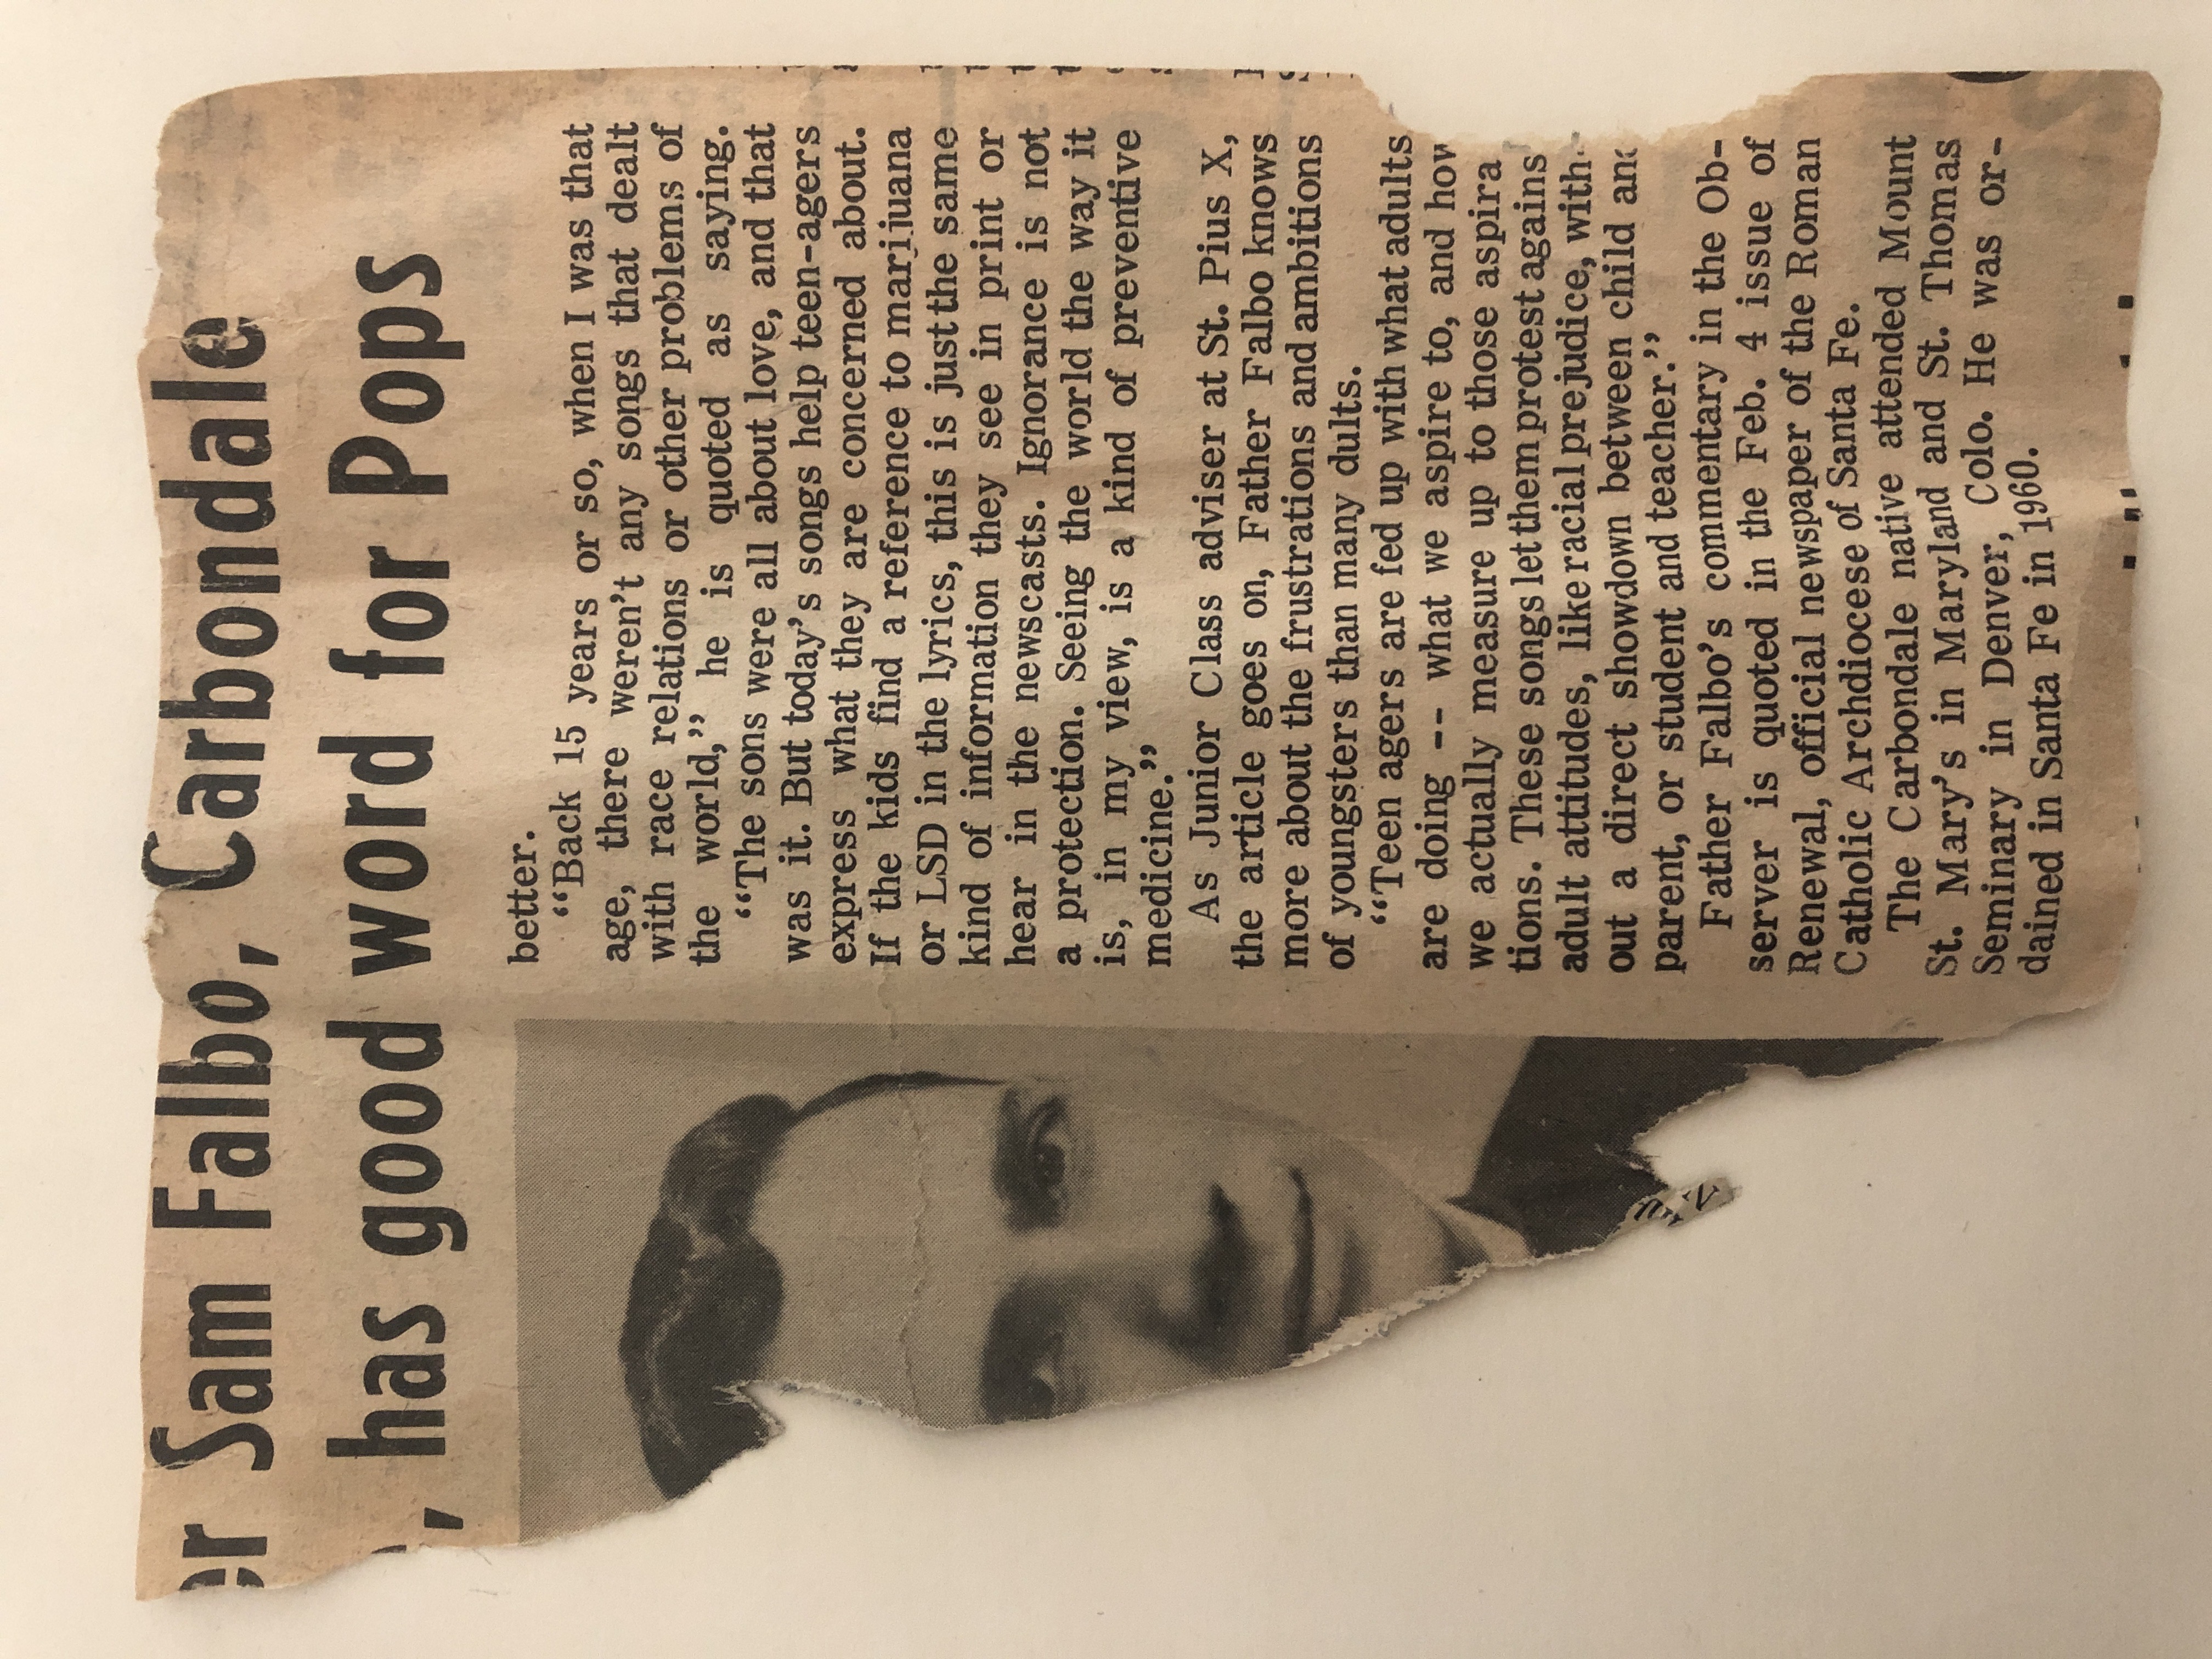 er Sam Falbo, Carbondale
, has good word for Pops
better.
“Back 15 years or so, when I was that
age, there weren’t any songs that dealt
with race relations or other problems of
the world,” he is quoted as saying.
“The sons were all about love, and that
was it. But today’s songs help teen-agers
express what they are concerned about.
If the kids find a reference to marijuana
or LSD in the lyrics, this is just the same
kind of information they see in print or
hear in the newscasts. Ignorance is not
a protection. Seeing the world the way it
is, in my view, is a kind of preventive
medicine.”
As Junior Class adviser at St. Pius X,
the article goes on, Father Falbo knows
more about the frustrations and ambitions
of youngsters than many dults.
“Teen agers are fed up with what adults
are doing -- what we aspire to, and how
we actually measure up to those aspira
tions. These songs let them protest agains
adult attitudes, like racial prejudice, with-
out a direct showdown between child and
parent, or student and teacher.”
Father Falbo’s commentary in the Ob-
server is quoted in the Feb. 4 issue of
Renewal, official newspaper of the Roman
Catholic Archdiocese of Santa Fe.
The Carbondale native attended Mount
St. Mary’s in Maryland and St. Thomas
Seminary in Denver, Colo. He was or-
dained in Santa Fe in 1960.